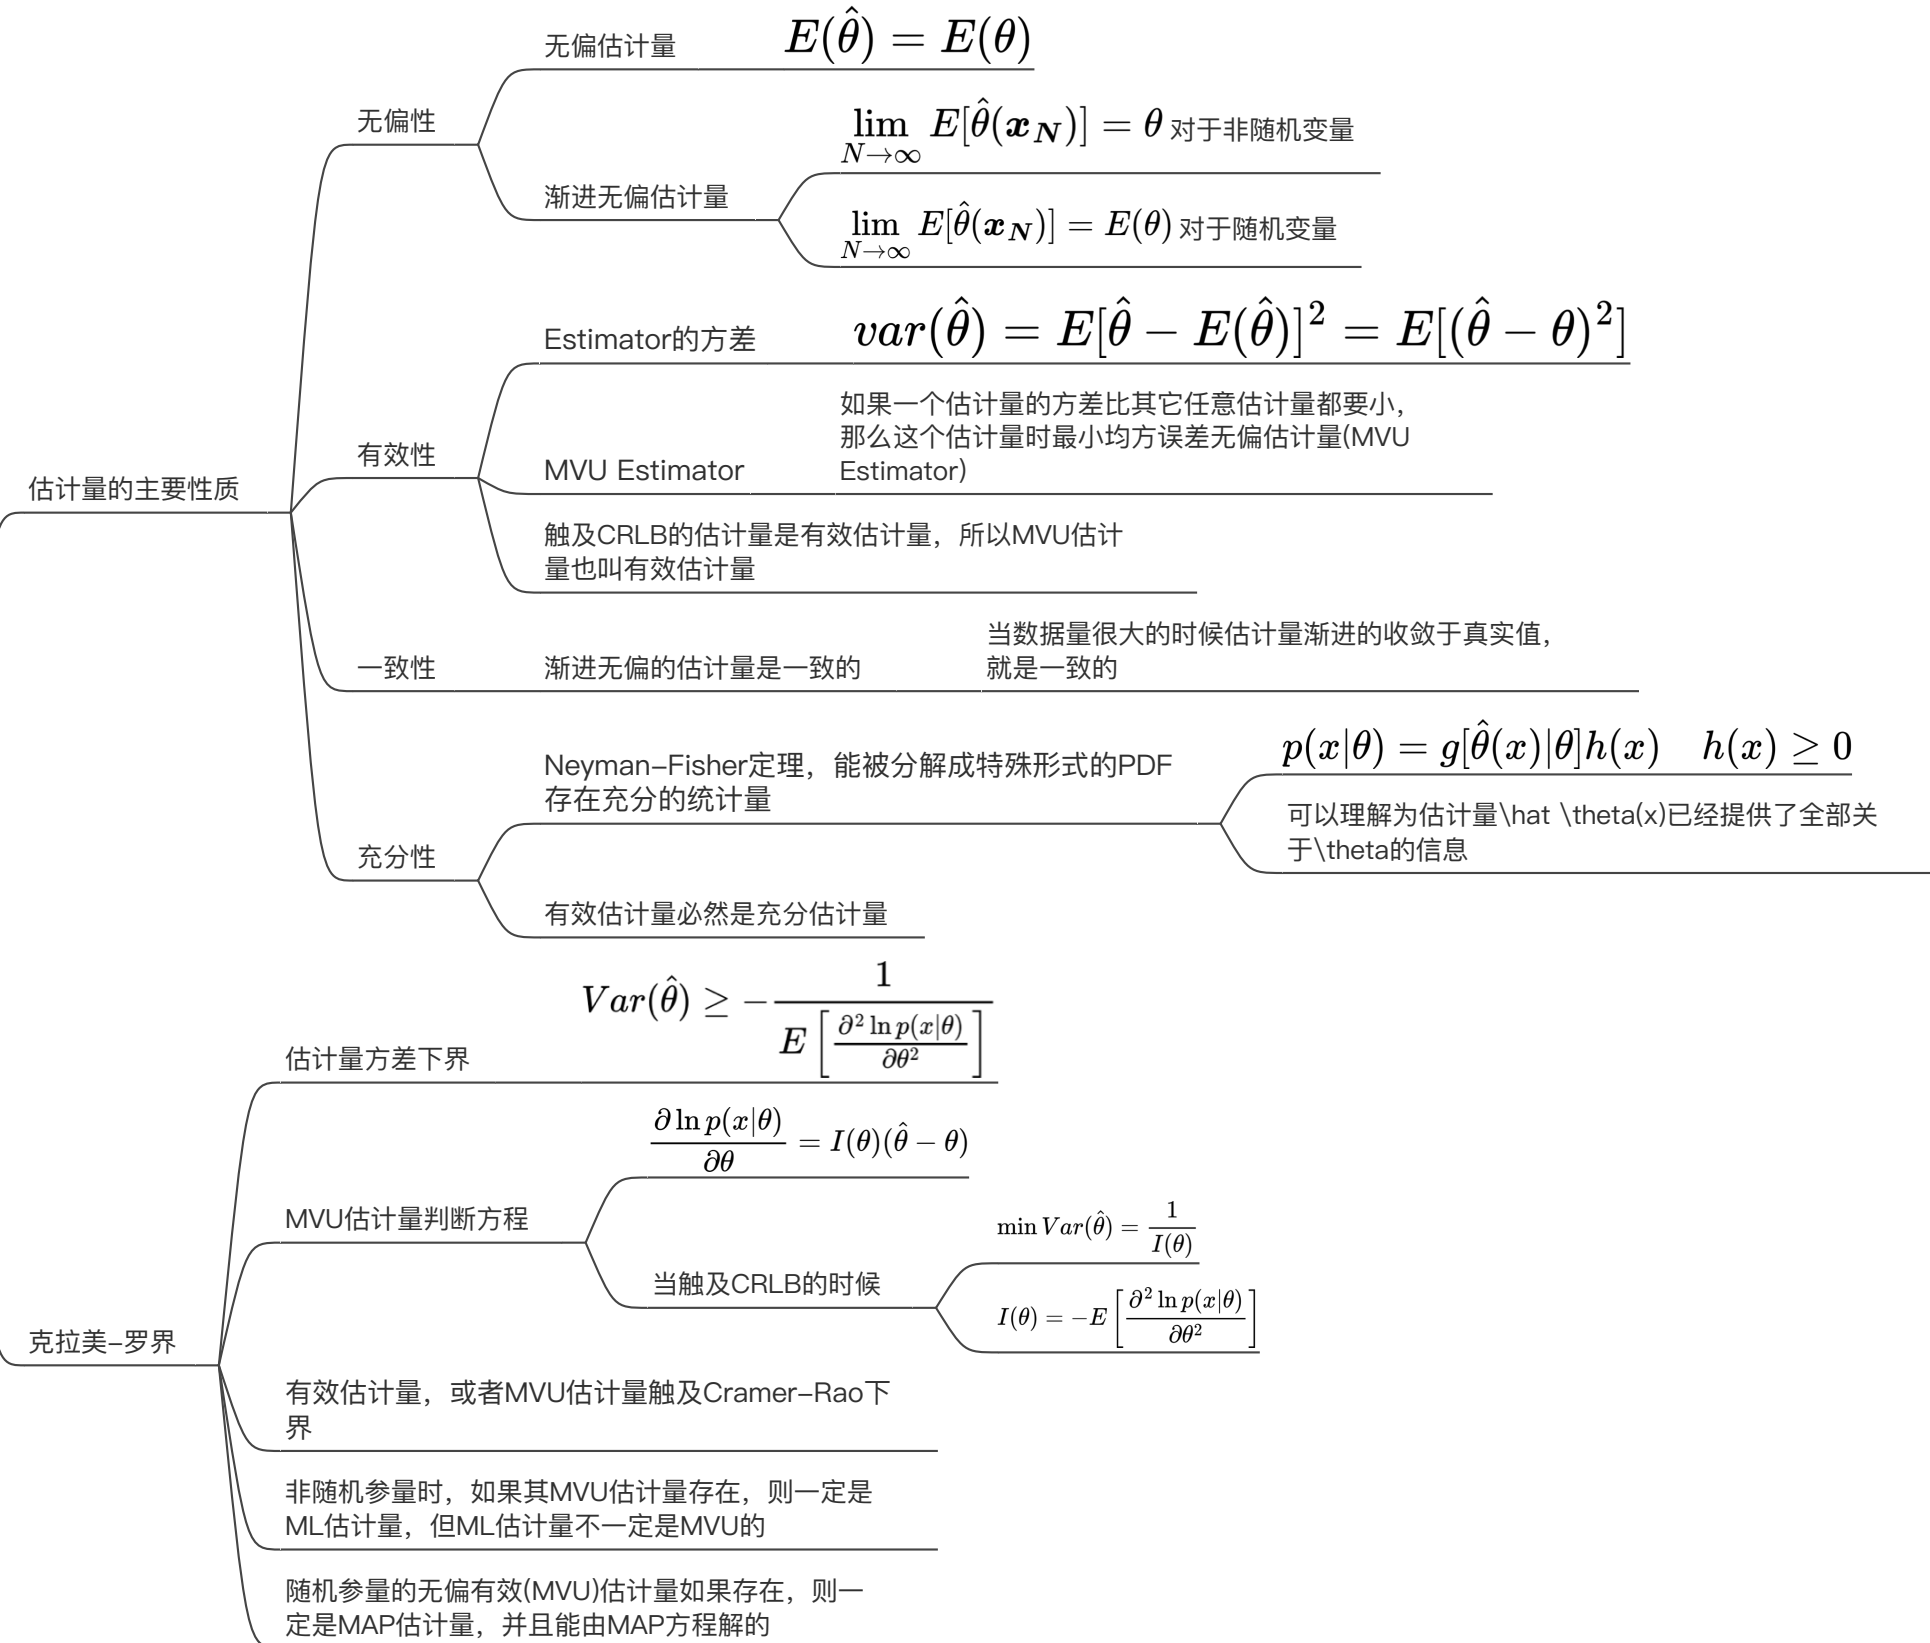 无偏估计量 $E(\hat{\theta}) = E(\theta)$
无偏性
$\lim_{N \to \infty} E[\hat{\theta}(\boldsymbol{x_N})] = \theta$ 对于非随机变量
渐进无偏估计量
$\lim_{N \to \infty} E[\hat{\theta}(\boldsymbol{x_N})] = E(\theta)$ 对于随机变量
Estimator的方差 $var(\hat{\theta}) = E[\hat{\theta} - E(\hat{\theta})]^2 = E[(\hat{\theta} - \theta)^2]$
有效性
如果一个估计量的方差比其它任意估计量都要小，
那么这个估计量时最小均方误差无偏估计量(MVU
MVU Estimator
Estimator)
估计量的主要性质
触及CRLB的估计量是有效估计量，所以MVU估计
量也叫有效估计量
一致性
渐进无偏的估计量是一致的
当数据量很大的时候估计量渐进的收敛于真实值，
就是一致的
充分性
Neyman–Fisher定理，能被分解成特殊形式的PDF
存在充分的统计量
$p(x|\theta) = g[\hat{\theta}(x)|\theta]h(x) \quad h(x) \geq 0$
可以理解为估计量\hat \theta(x)已经提供了全部关
于\theta的信息
有效估计量必然是充分估计量
估计量方差下界
$Var(\hat{\theta}) \geq -\frac{1}{E\left[\frac{\partial^2 \ln p(x|\theta)}{\partial \theta^2}\right]}$
MVU估计量判断方程
$\frac{\partial \ln p(x|\theta)}{\partial \theta} = I(\theta)(\hat{\theta} - \theta)$
当触及CRLB的时候
$\min Var(\hat{\theta}) = \frac{1}{I(\theta)}$
$I(\theta) = -E\left[\frac{\partial^2 \ln p(x|\theta)}{\partial \theta^2}\right]$
克拉美–罗界
有效估计量，或者MVU估计量触及Cramer–Rao下
界
非随机参量时，如果其MVU估计量存在，则一定是
ML估计量，但ML估计量不一定是MVU的
随机参量的无偏有效(MVU)估计量如果存在，则一
定是MAP估计量，并且能由MAP方程解的